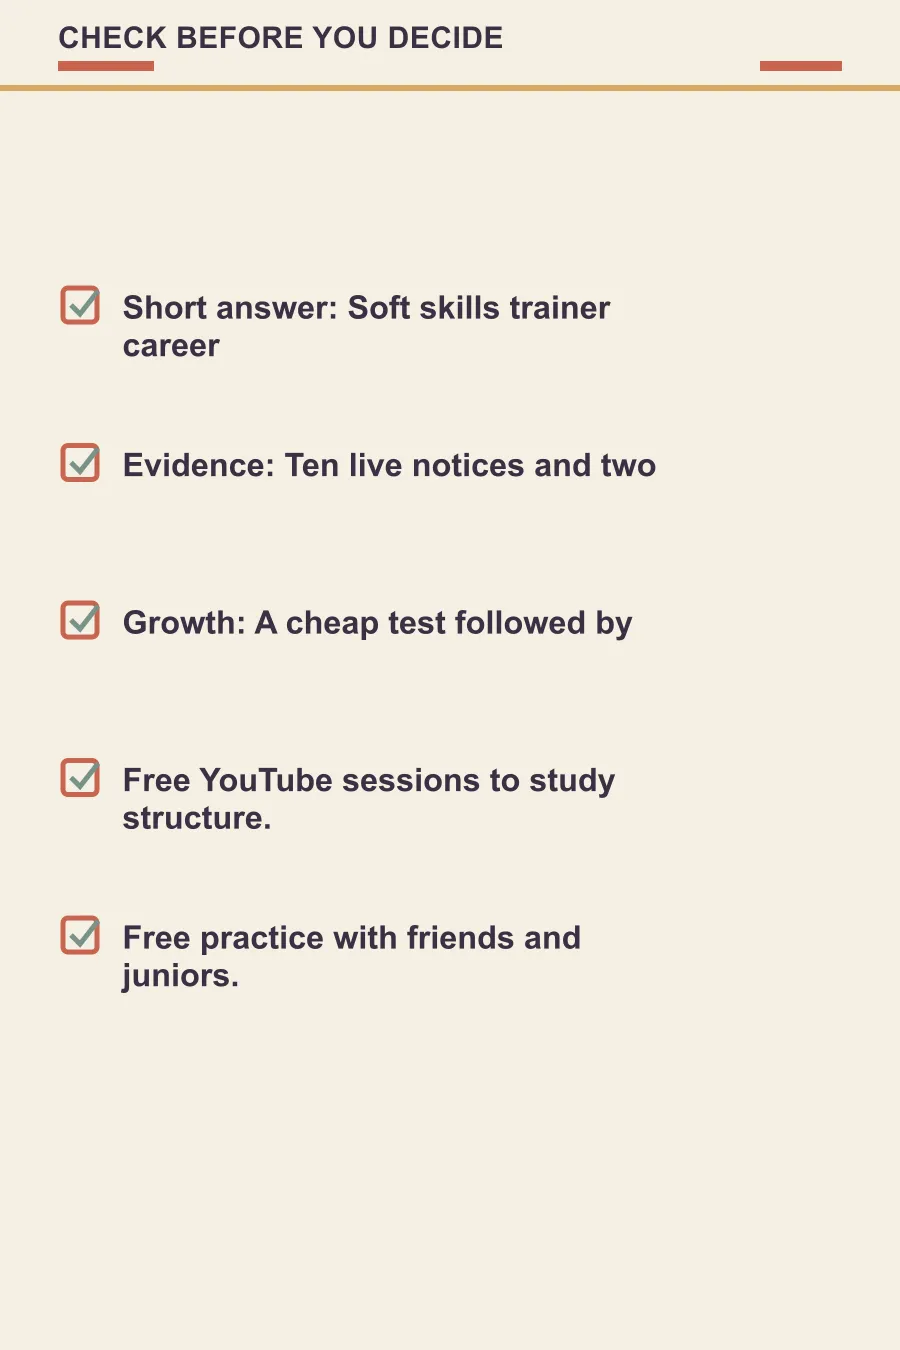 CHECK BEFORE YOU DECIDE
Short answer: Soft skills trainer
career
Evidence: Ten live notices and two
Growth: A cheap test followed by
Free YouTube sessions to study
structure.
Free practice with friends and
juniors.